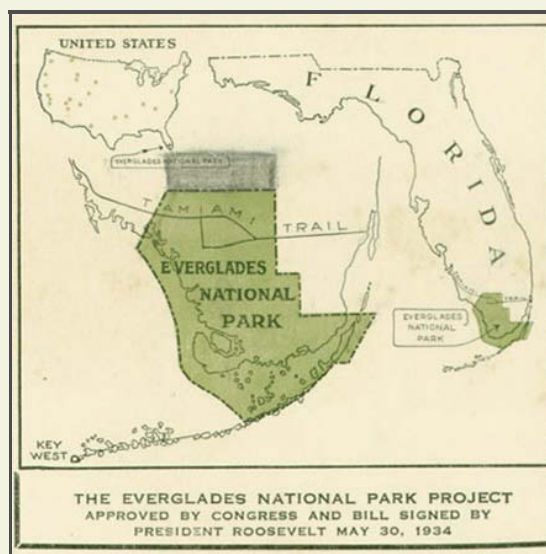 UNITED STATES
EVERGLADES NATIONAL PARK
FLORIDA
TAMIAMI TRAIL
EVERGLADES
NATIONAL
PARK
TRAIL
EVERGLADES
NATIONAL
PARK
KEY
WEST
THE EVERGLADES NATIONAL PARK PROJECT
APPROVED BY CONGRESS AND BILL SIGNED BY
PRESIDENT ROOSEVELT MAY 30, 1934